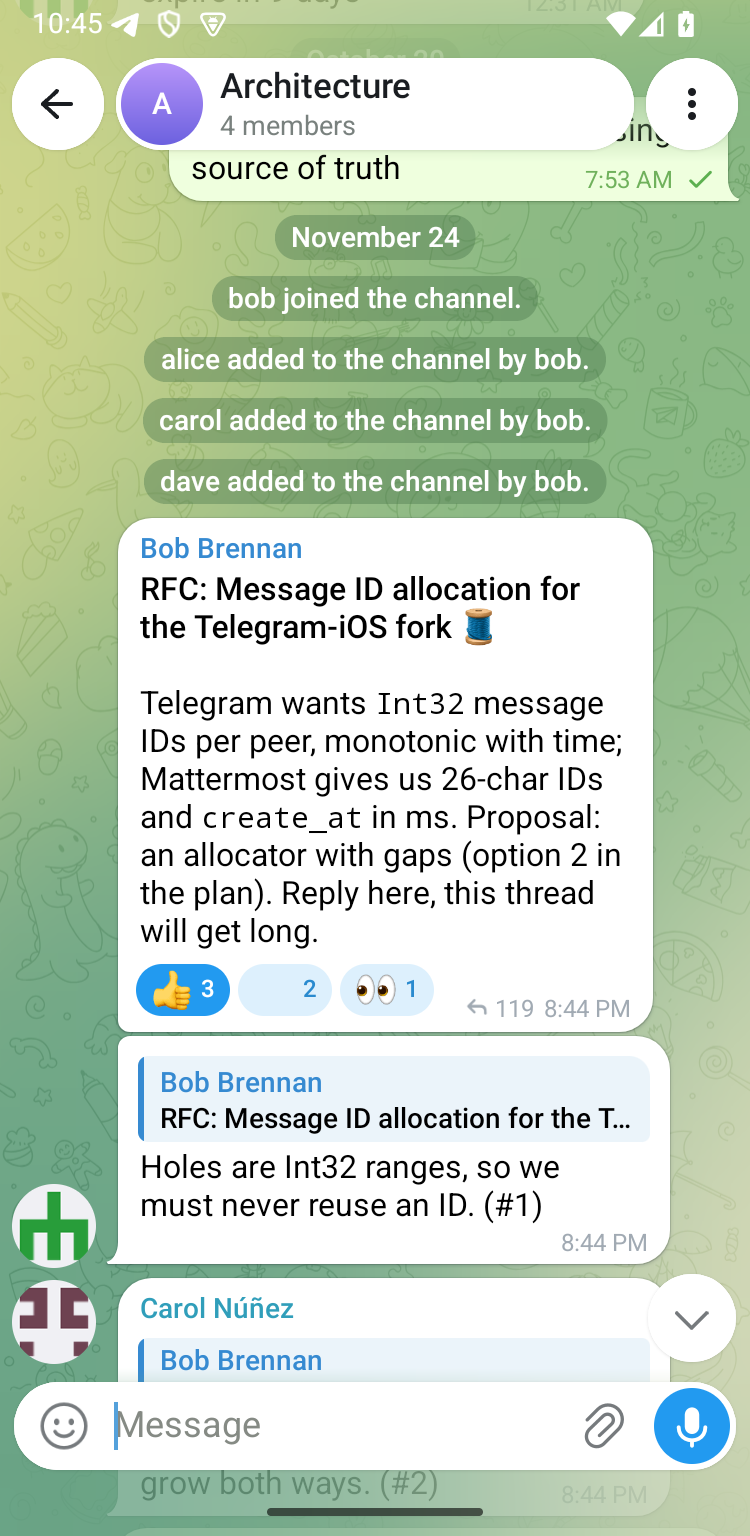 10:45
12:31 AM
October 29
A
Architecture
4 members
source of truth
7:53 AM
November 24
bob joined the channel.
alice added to the channel by bob.
carol added to the channel by bob.
dave added to the channel by bob.
Bob Brennan
RFC: Message ID allocation for
the Telegram-iOS fork 🧵
Telegram wants Int32 message
IDs per peer, monotonic with time;
Mattermost gives us 26-char IDs
and create_at in ms. Proposal:
an allocator with gaps (option 2 in
the plan). Reply here, this thread
will get long.
👍 3 2 👀 1 119 8:44 PM
Bob Brennan
RFC: Message ID allocation for the T...
Holes are Int32 ranges, so we
must never reuse an ID. (#1)
8:44 PM
Carol Núñez
Bob Brennan
Message
grow both ways. (#2)
8:44 PM